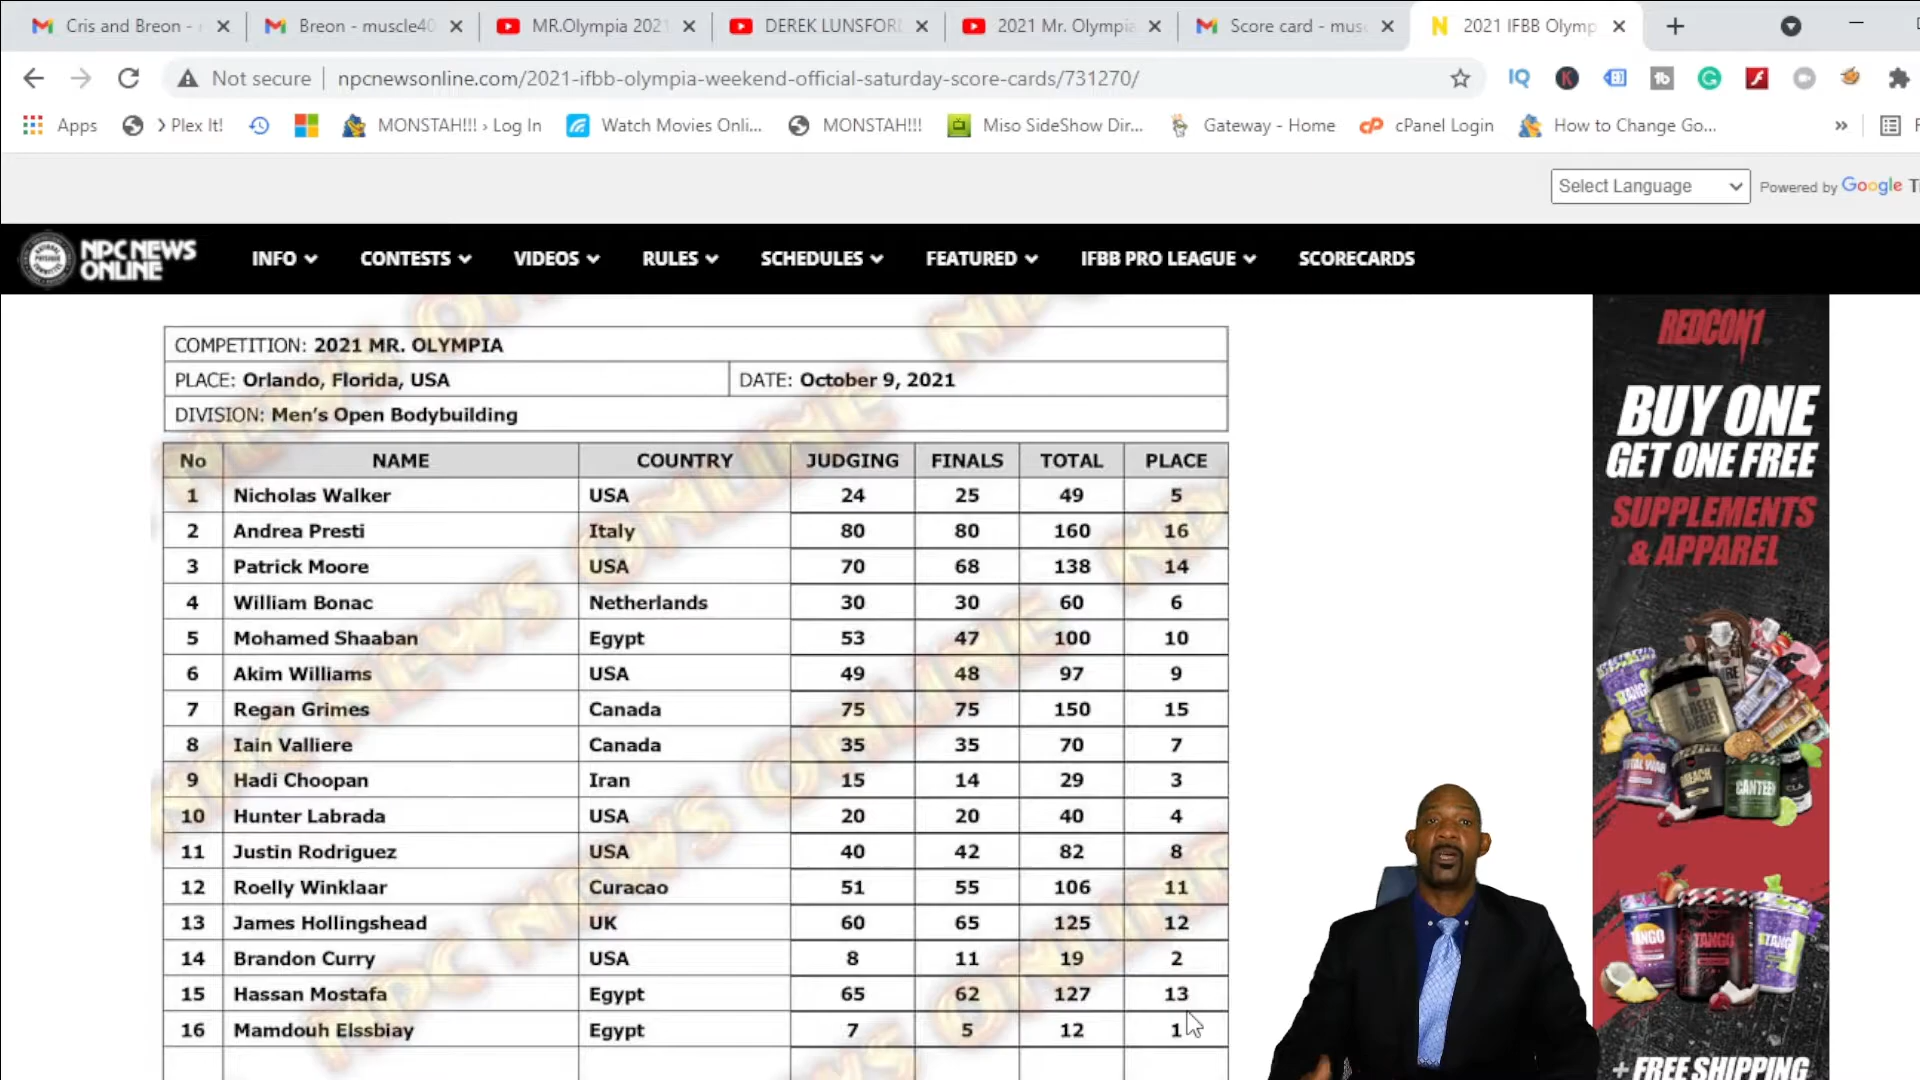 Cris and Breon -
Breon - muscle40
MR.Olympia 2021
DEREK LUNSFORD
2021 Mr. Olympia
Score card - musc
2021 IFBB Olymp
Not secure
npcnewsonline.com/2021-ifbb-olympia-weekend-official-saturday-score-cards/731270/
Apps
> Plex It!
MONSTAH!!! › Log In
Watch Movies Onli...
MONSTAH!!!
Miso SideShow Dir...
Gateway - Home
cP cPanel Login
How to Change Go...
Select Language
Powered by Google
NPC NEWS
ONLINE
INFO
CONTESTS
VIDEOS
RULES
SCHEDULES
FEATURED
IFBB PRO LEAGUE
SCORECARDS
COMPETITION: 2021 MR. OLYMPIA
PLACE: Orlando, Florida, USA DATE: October 9, 2021
DIVISION: Men's Open Bodybuilding
No NAME COUNTRY JUDGING FINALS TOTAL PLACE
1 Nicholas Walker USA 24 25 49 5
2 Andrea Presti Italy 80 80 160 16
3 Patrick Moore USA 70 68 138 14
4 William Bonac Netherlands 30 30 60 6
5 Mohamed Shaaban Egypt 53 47 100 10
6 Akim Williams USA 49 48 97 9
7 Regan Grimes Canada 75 75 150 15
8 Iain Valliere Canada 35 35 70 7
9 Hadi Choopan Iran 15 14 29 3
10 Hunter Labrada USA 20 20 40 4
11 Justin Rodriguez USA 40 42 82 8
12 Roelly Winklaar Curacao 51 55 106 11
13 James Hollingshead UK 60 65 125 12
14 Brandon Curry USA 8 11 19 2
15 Hassan Mostafa Egypt 65 62 127 13
16 Mamdouh Elssbiay Egypt 7 5 12 1
NPC NEWS ONLINE
REDCON1
BUY ONE
GET ONE FREE
SUPPLEMENTS
& APPAREL
TOTAL WAR
BREACH
CANTEEN
TANGO
TANGO
TANGO
+ FREE SHIPPING